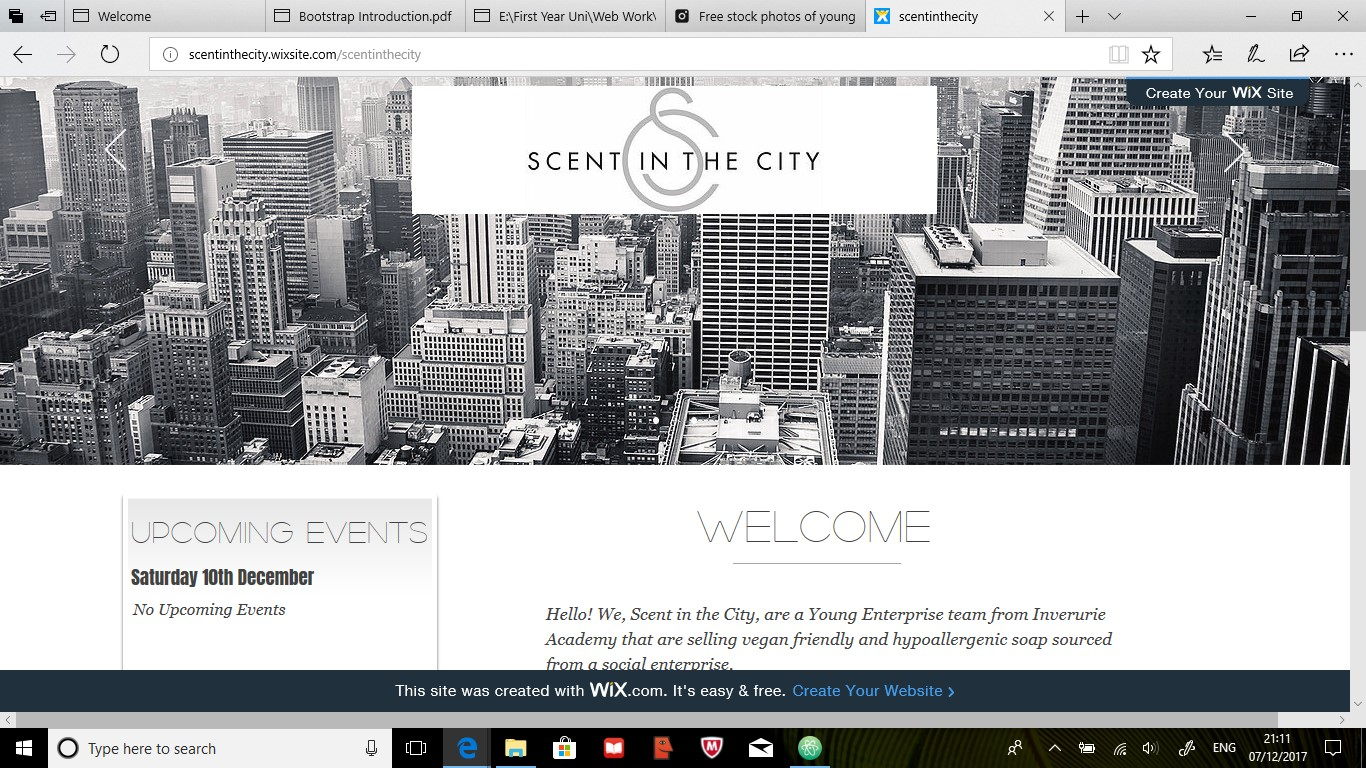 Welcome
Bootstrap Introduction.pdf
E:\First Year Uni\Web Work\
Free stock photos of young
scentinthecity
scentinthecity.wixsite.com/scentinthecity
Create Your WiX Site
SCENT IN THE CITY
UPCOMING EVENTS
Saturday 10th December
No Upcoming Events
WELCOME
Hello! We, Scent in the City, are a Young Enterprise team from Inverurie
Academy that are selling vegan friendly and hypoallergenic soap sourced
from a social enterprise.
This site was created with WiX.com. It's easy & free. Create Your Website ›
Type here to search
ENG
21:11
07/12/2017